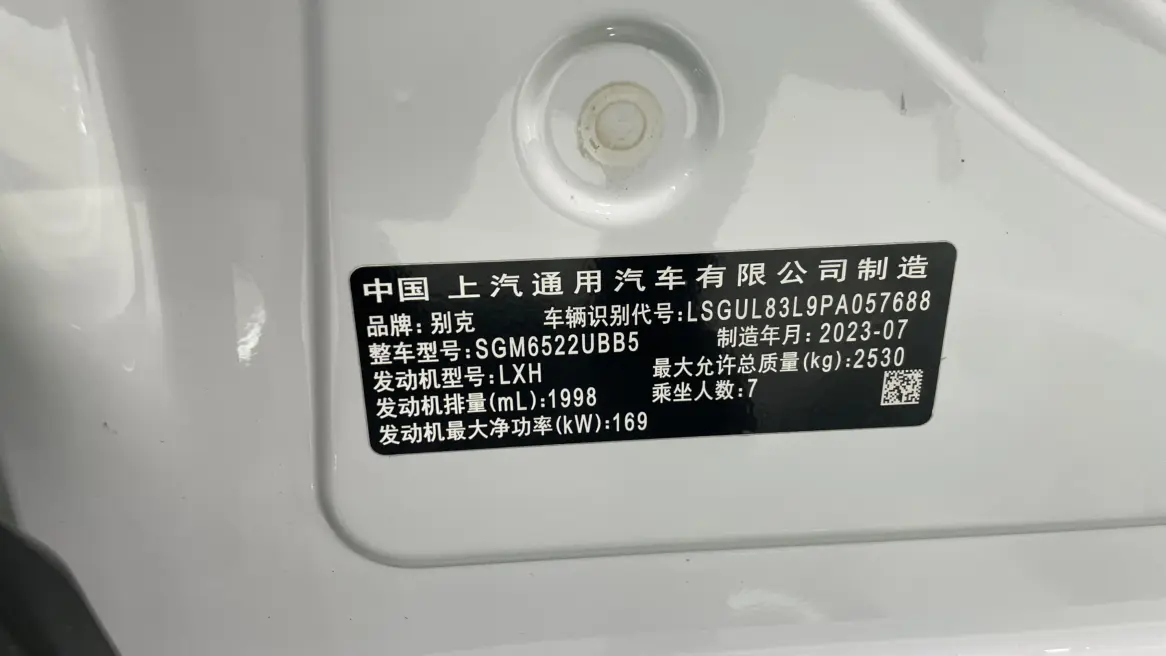 中国 上汽通用汽车有限公司制造
品牌:别克 车辆识别代号:LSGUL83L9PA057688
整车型号:SGM6522UBB5 制造年月:2023-07
发动机型号:LXH 最大允许总质量(kg):2530
发动机排量(mL):1998 乘坐人数:7
发动机最大净功率(kW):169